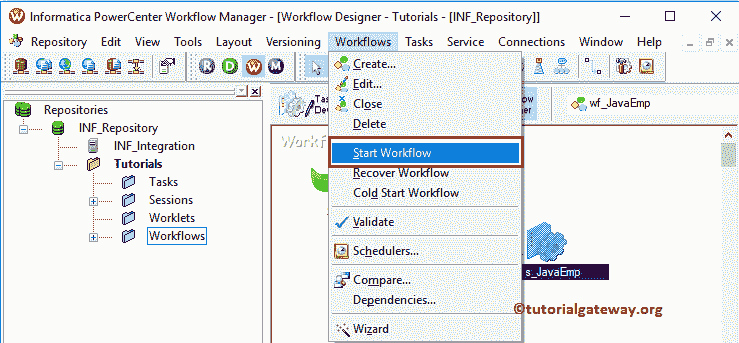 Informatica PowerCenter Workflow Manager - [Workflow Designer - Tutorials - [INF_Repository]]
Repository Edit View Tools Layout Versioning Workflows Tasks Service Connections Window Help
R D W M
Repositories
INF_Repository
INF_Integration
Tutorials
Tasks
Sessions
Worklets
Workflows
Create...
Edit...
Close
Delete
Start Workflow
Recover Workflow
Cold Start Workflow
Validate
Schedulers...
Compare...
Dependencies...
Wizard
wf_JavaEmp
s_JavaEmp
©tutorialgateway.org